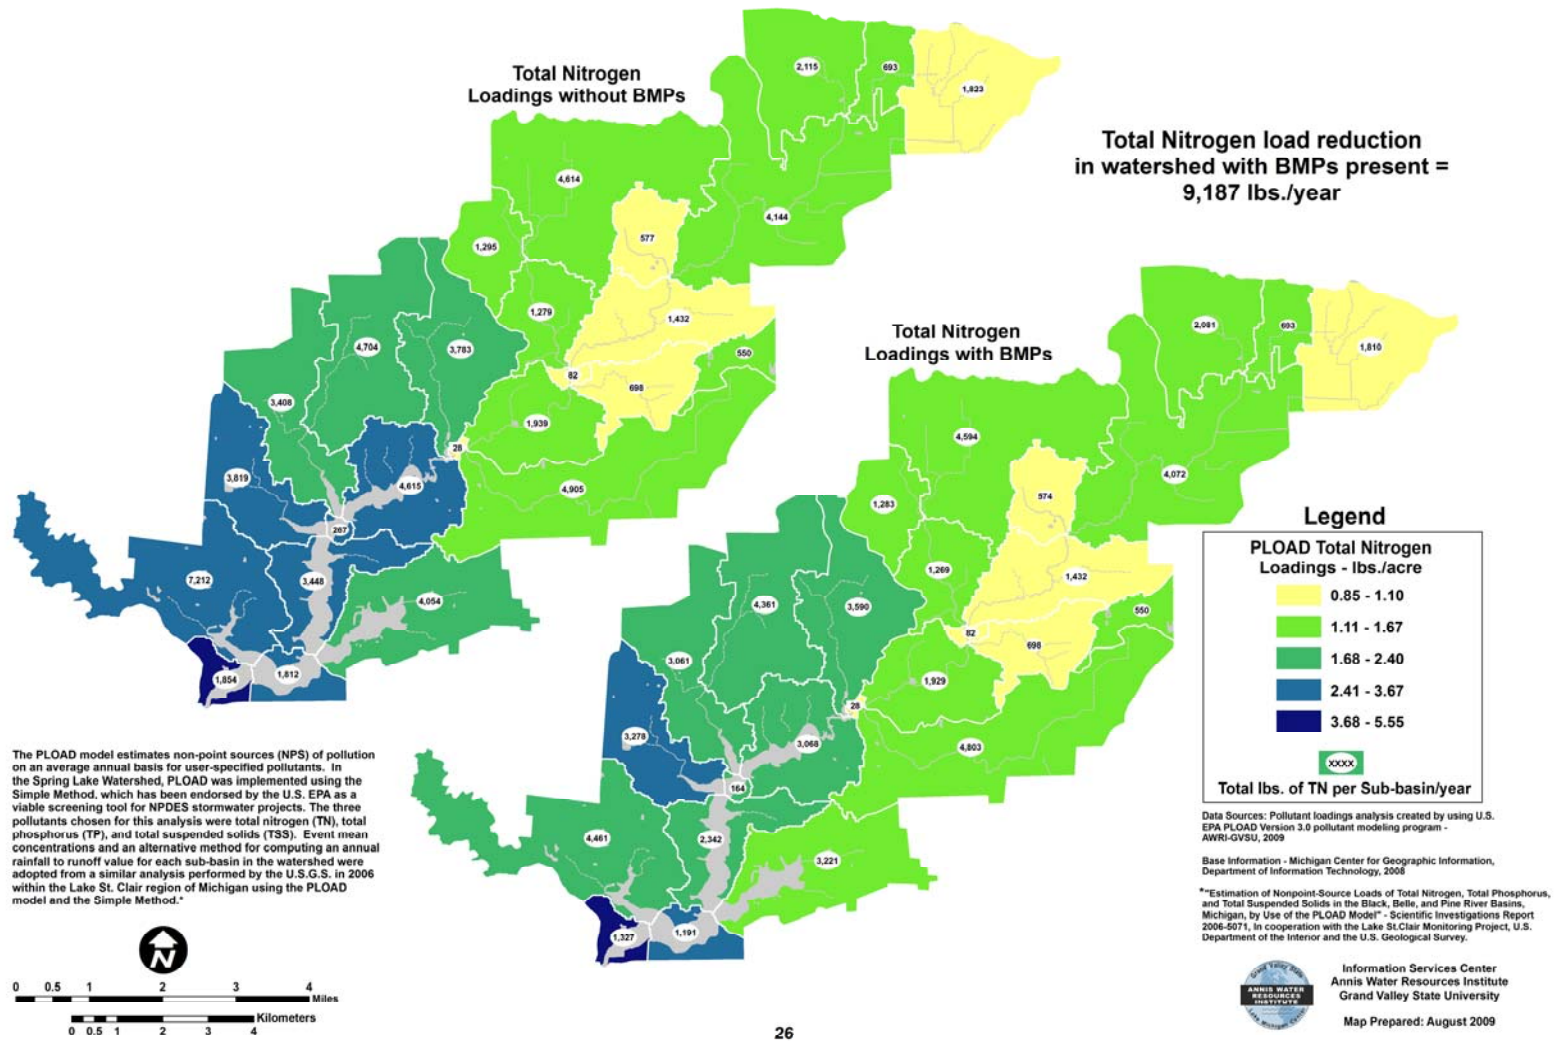 Total Nitrogen
Loadings without BMPs
2,115
693
1,823
4,614
4,144
577
1,295
1,279
1,432
4,704
3,783
550
82
698
3,408
1,939
28
3,819
4,615
4,905
267
7,212
3,448
4,054
1,854
1,812
Total Nitrogen load reduction
in watershed with BMPs present =
9,187 lbs./year
Total Nitrogen
Loadings with BMPs
2,081
693
1,810
4,594
4,072
574
1,283
1,269
1,432
4,361
3,590
550
82
698
3,061
1,929
28
3,278
3,068
4,803
164
4,461
2,342
3,221
1,327
1,191
Legend
PLOAD Total Nitrogen
Loadings - lbs./acre
0.85 - 1.10
1.11 - 1.67
1.68 - 2.40
2.41 - 3.67
3.68 - 5.55
xxxx
Total lbs. of TN per Sub-basin/year
Data Sources: Pollutant loadings analysis created by using U.S.
EPA PLOAD Version 3.0 pollutant modeling program -
AWRI-GVSU, 2009
Base Information - Michigan Center for Geographic Information,
Department of Information Technology, 2008
*"Estimation of Nonpoint-Source Loads of Total Nitrogen, Total Phosphorus,
and Total Suspended Solids in the Black, Belle, and Pine River Basins,
Michigan, by Use of the PLOAD Model" - Scientific Investigations Report
2006-5071, In cooperation with the Lake St.Clair Monitoring Project, U.S.
Department of the Interior and the U.S. Geological Survey.
The PLOAD model estimates non-point sources (NPS) of pollution
on an average annual basis for user-specified pollutants. In
the Spring Lake Watershed, PLOAD was implemented using the
Simple Method, which has been endorsed by the U.S. EPA as a
viable screening tool for NPDES stormwater projects. The three
pollutants chosen for this analysis were total nitrogen (TN), total
phosphorus (TP), and total suspended solids (TSS). Event mean
concentrations and an alternative method for computing an annual
rainfall to runoff value for each sub-basin in the watershed were
adopted from a similar analysis performed by the U.S.G.S. in 2006
within the Lake St. Clair region of Michigan using the PLOAD
model and the Simple Method.*
N
0 0.5 1 2 3 4
Miles
Kilometers
0 0.5 1 2 3 4
Grand Valley State
ANNIS WATER
RESOURCES
INSTITUTE
Lake Michigan Center
Information Services Center
Annis Water Resources Institute
Grand Valley State University
Map Prepared: August 2009
26